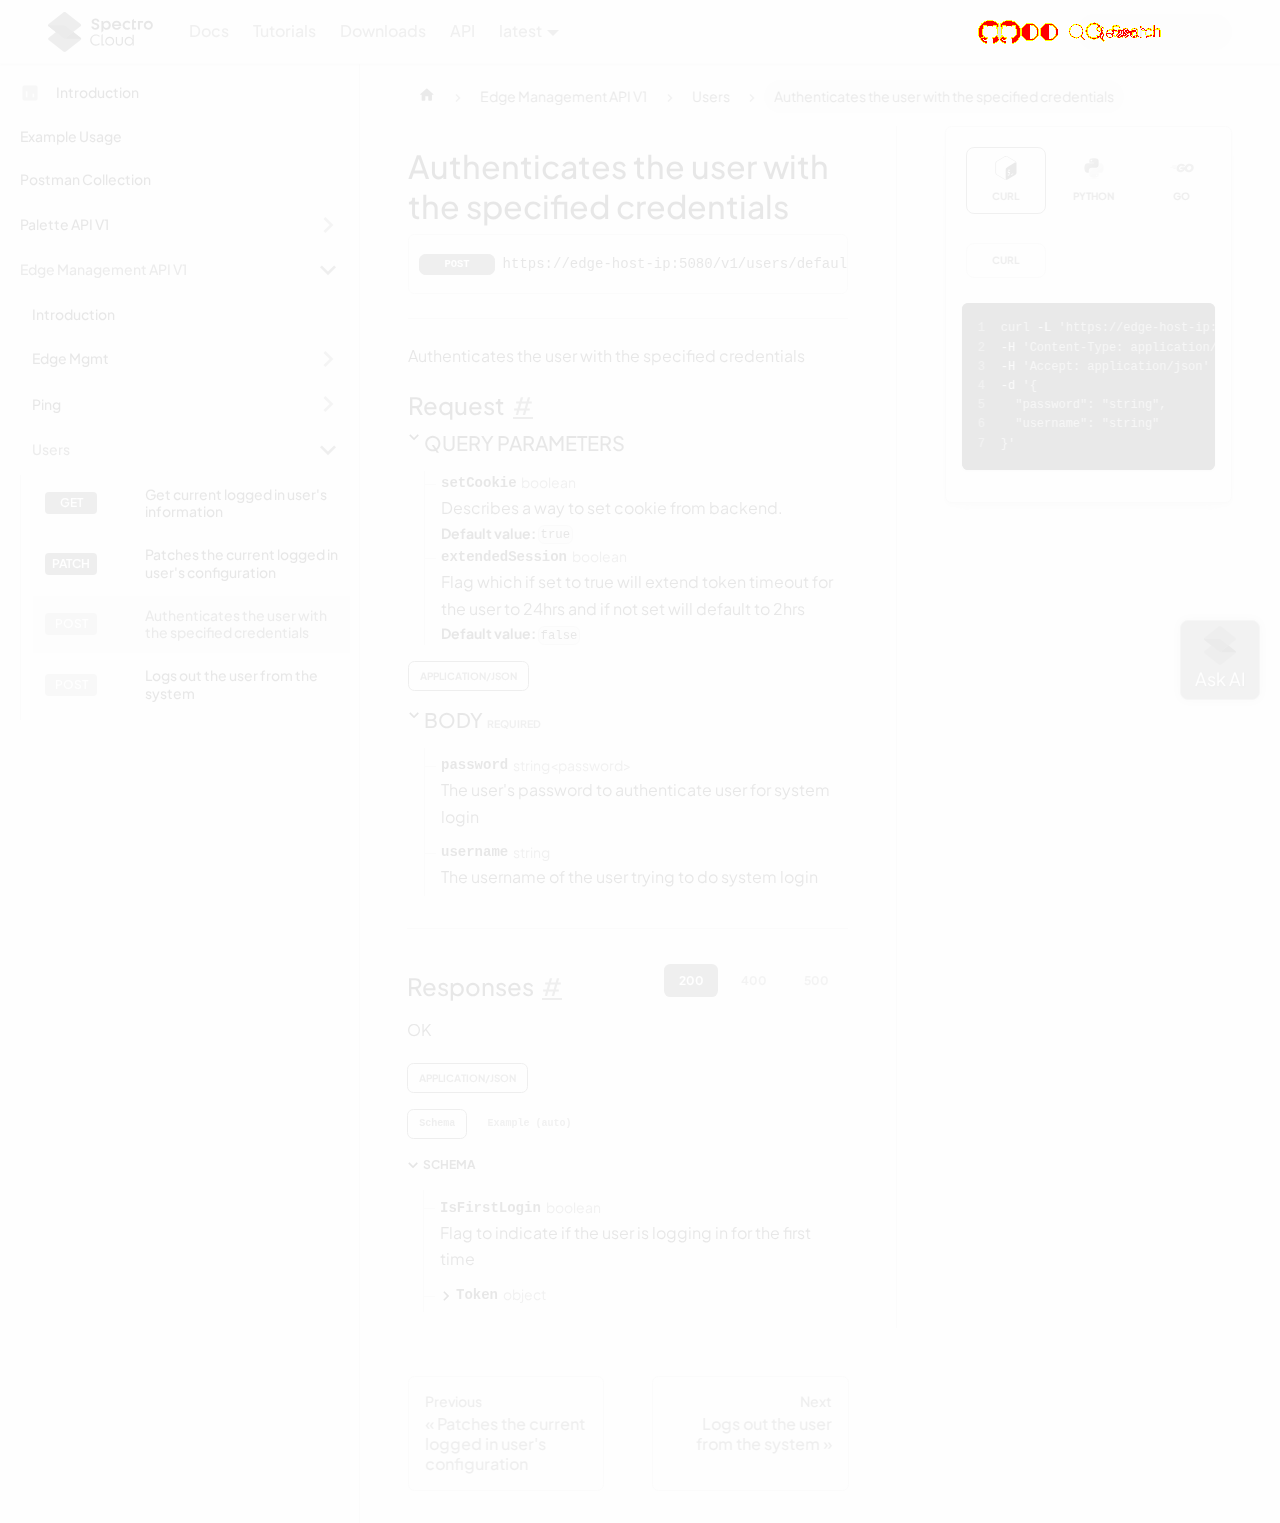 Spectro Cloud
Docs
Tutorials
Downloads
API
latest
Introduction
Example Usage
Postman Collection
Palette API V1
Edge Management API V1
Introduction
Edge Mgmt
Ping
Users
GET
Get current logged in user's
information
PATCH
Patches the current logged in
user's configuration
POST
Authenticates the user with
the specified credentials
POST
Logs out the user from the
system
Edge Management API V1
Users
Authenticates the user with the specified credentials
Authenticates the user with
the specified credentials
POST
https://edge-host-ip:5080/v1/users/defaul
Authenticates the user with the specified credentials
Request #
QUERY PARAMETERS
setCookie boolean
Describes a way to set cookie from backend.
Default value: true
extendedSession boolean
Flag which if set to true will extend token timeout for
the user to 24hrs and if not set will default to 2hrs
Default value: false
APPLICATION/JSON
BODY REQUIRED
password string<password>
The user's password to authenticate user for system
login
username string
The username of the user trying to do system login
Responses #
200
400
500
OK
APPLICATION/JSON
Schema
Example (auto)
SCHEMA
IsFirstLogin boolean
Flag to indicate if the user is logging in for the first
time
Token object
Previous
« Patches the current
logged in user's
configuration
Next
Logs out the user
from the system »
CURL
PYTHON
GO
GO
CURL
1 curl -L 'https://edge-host-ip:
2 -H 'Content-Type: application/
3 -H 'Accept: application/json'
4 -d '{
5 "password": "string",
6 "username": "string"
7 }'
Ask AI